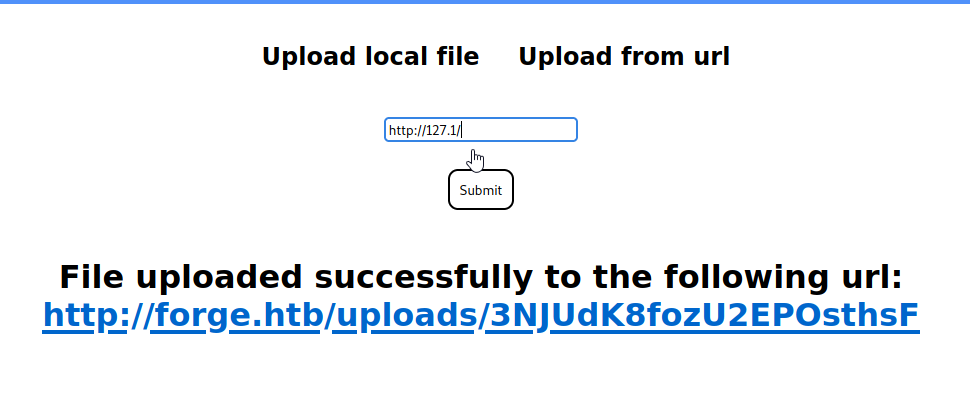 Upload local file Upload from url
http://127.1/
Submit
File uploaded successfully to the following url:
http://forge.htb/uploads/3NJUdK8fozU2EPOsthsF